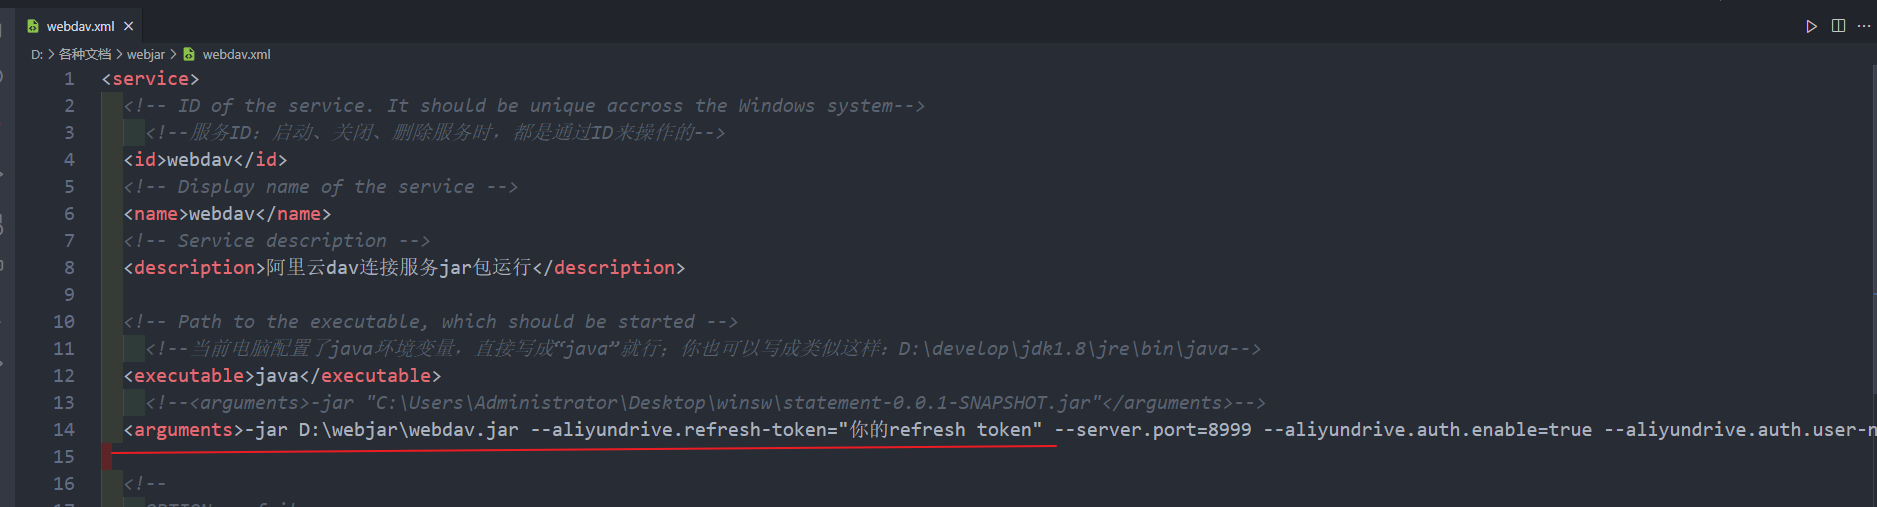 webdav.xml
D: > 各种文档 > webjar > webdav.xml
1 <service>
2 <!-- ID of the service. It should be unique accross the Windows system-->
3 <!--服务ID：启动、关闭、删除服务时，都是通过ID来操作的-->
4 <id>webdav</id>
5 <!-- Display name of the service -->
6 <name>webdav</name>
7 <!-- Service description -->
8 <description>阿里云dav连接服务jar包运行</description>
9
10 <!-- Path to the executable, which should be started -->
11 <!--当前电脑配置了java环境变量，直接写成“java”就行；你也可以写成类似这样：D:\develop\jdk1.8\jre\bin\java-->
12 <executable>java</executable>
13 <!--<arguments>-jar "C:\Users\Administrator\Desktop\winsw\statement-0.0.1-SNAPSHOT.jar"</arguments>-->
14 <arguments>-jar D:\webjar\webdav.jar --aliyundrive.refresh-token="你的refresh token" --server.port=8999 --aliyundrive.auth.enable=true --aliyundrive.auth.user-n
15
16 <!--